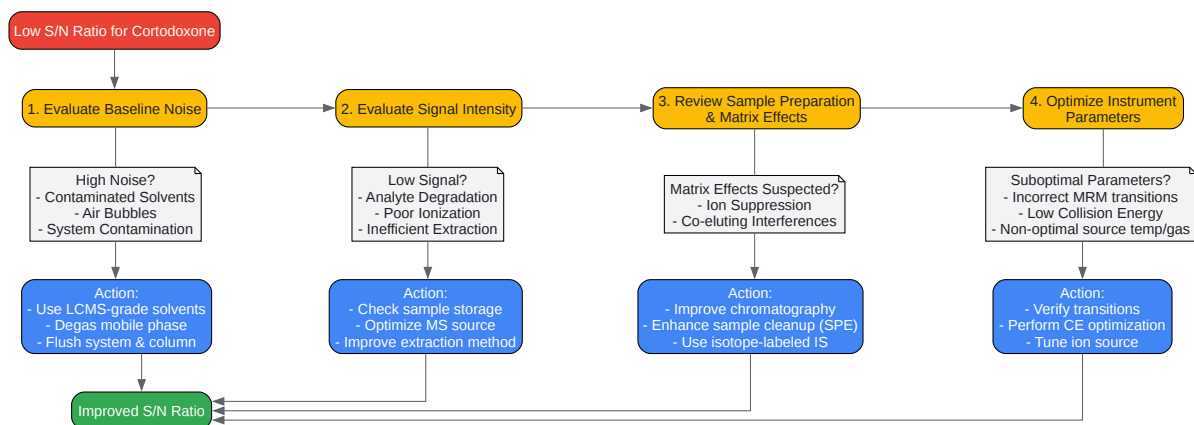 Low S/N Ratio for Cortodoxone
1. Evaluate Baseline Noise
2. Evaluate Signal Intensity
3. Review Sample Preparation
& Matrix Effects
4. Optimize Instrument
Parameters
High Noise?
- Contaminated Solvents
- Air Bubbles
- System Contamination
Low Signal?
- Analyte Degradation
- Poor Ionization
- Inefficient Extraction
Matrix Effects Suspected?
- Ion Suppression
- Co-eluting Interferences
Suboptimal Parameters?
- Incorrect MRM transitions
- Low Collision Energy
- Non-optimal source temp/gas
Action:
- Use LCMS-grade solvents
- Degas mobile phase
- Flush system & column
Action:
- Check sample storage
- Optimize MS source
- Improve extraction method
Action:
- Improve chromatography
- Enhance sample cleanup (SPE)
- Use isotope-labeled IS
Action:
- Verify transitions
- Perform CE optimization
- Tune ion source
Improved S/N Ratio